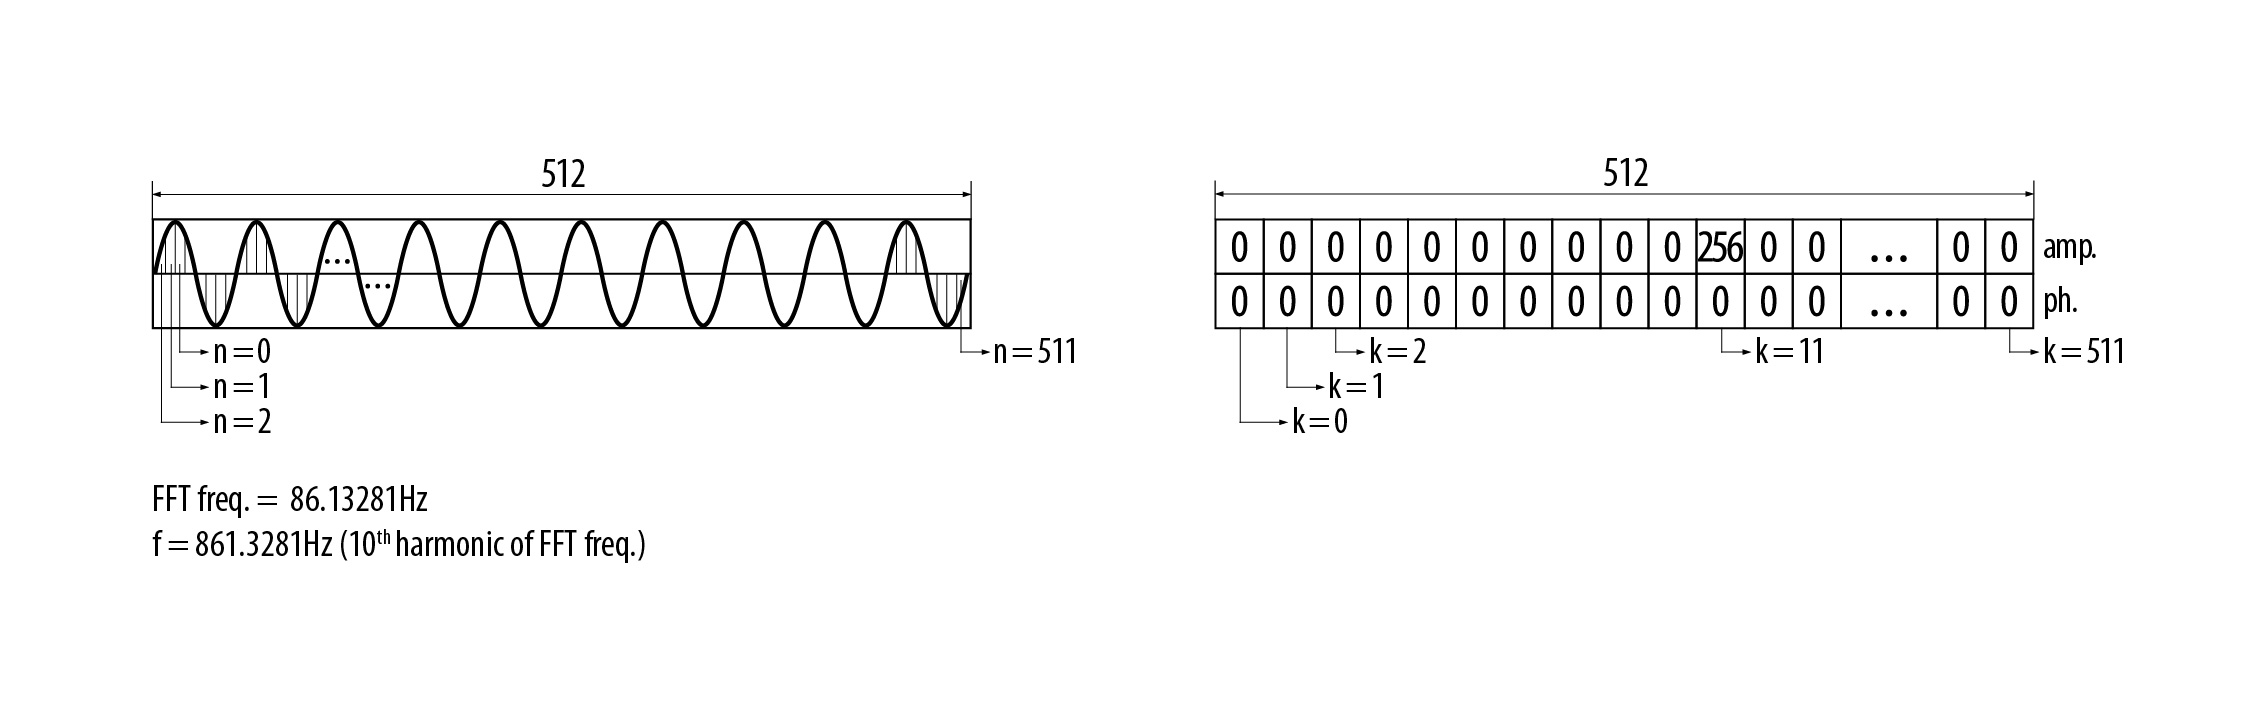 512
n=0
n=1
n=2
n=511
FFT freq. = 86.13281Hz
f = 861.3281Hz (10th harmonic of FFT freq.)
512
0 0 0 0 0 0 0 0 0 0 256 0 0 ... 0 0 amp.
0 0 0 0 0 0 0 0 0 0 0 0 0 ... 0 0 ph.
k=2
k=11
k=511
k=1
k=0
... 
...